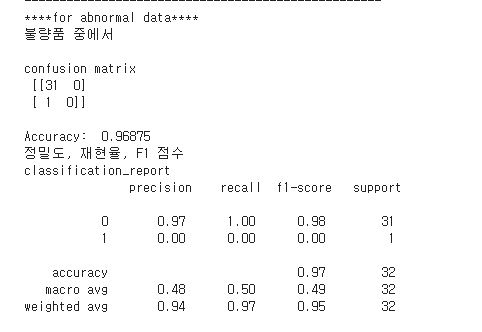 ----------------------------------------------------
****for abnormal data****
불량품 중에서
confusion matrix
[[31  0]
[ 1  0]]
Accuracy:  0.96875
정밀도, 재현율, F1 점수
classification_report
precision    recall  f1-score   support
0       0.97      1.00      0.98        31
1       0.00      0.00      0.00         1
accuracy                           0.97        32
macro avg       0.48      0.50      0.49        32
weighted avg       0.94      0.97      0.95        32